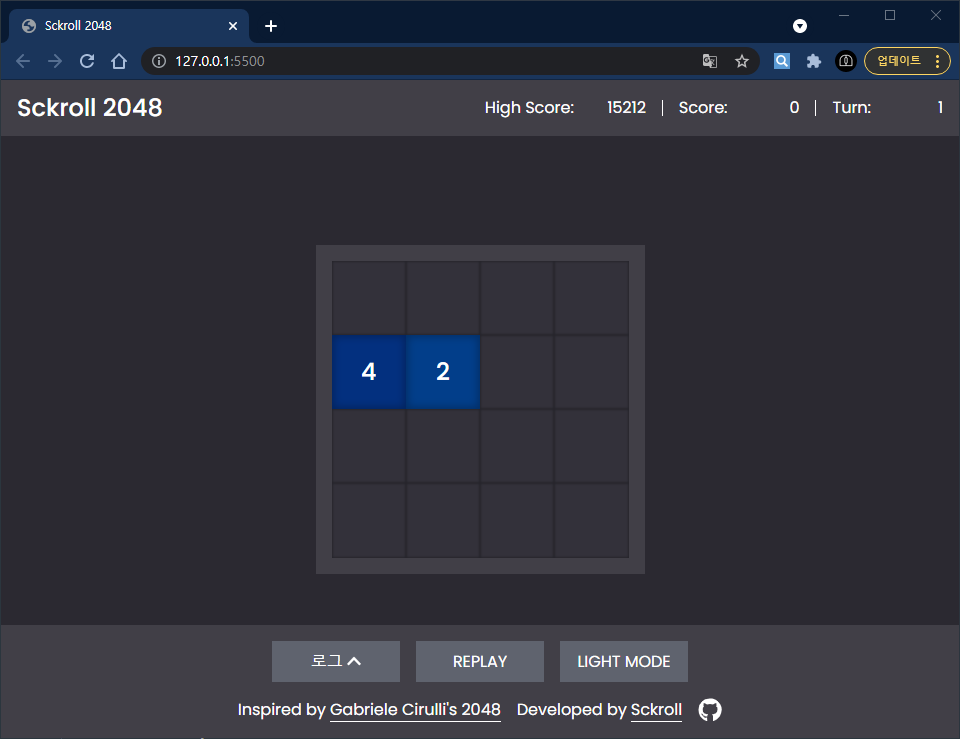 Sckroll 2048
127.0.0.1:5500
업데이트
Sckroll 2048 High Score: 15212 | Score: 0 | Turn: 1
4 2
로그 REPLAY LIGHT MODE
Inspired by Gabriele Cirulli's 2048 Developed by Sckroll